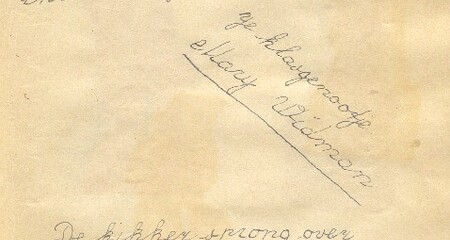 je klasgenootje
Mary Widman
De kikker sprong over